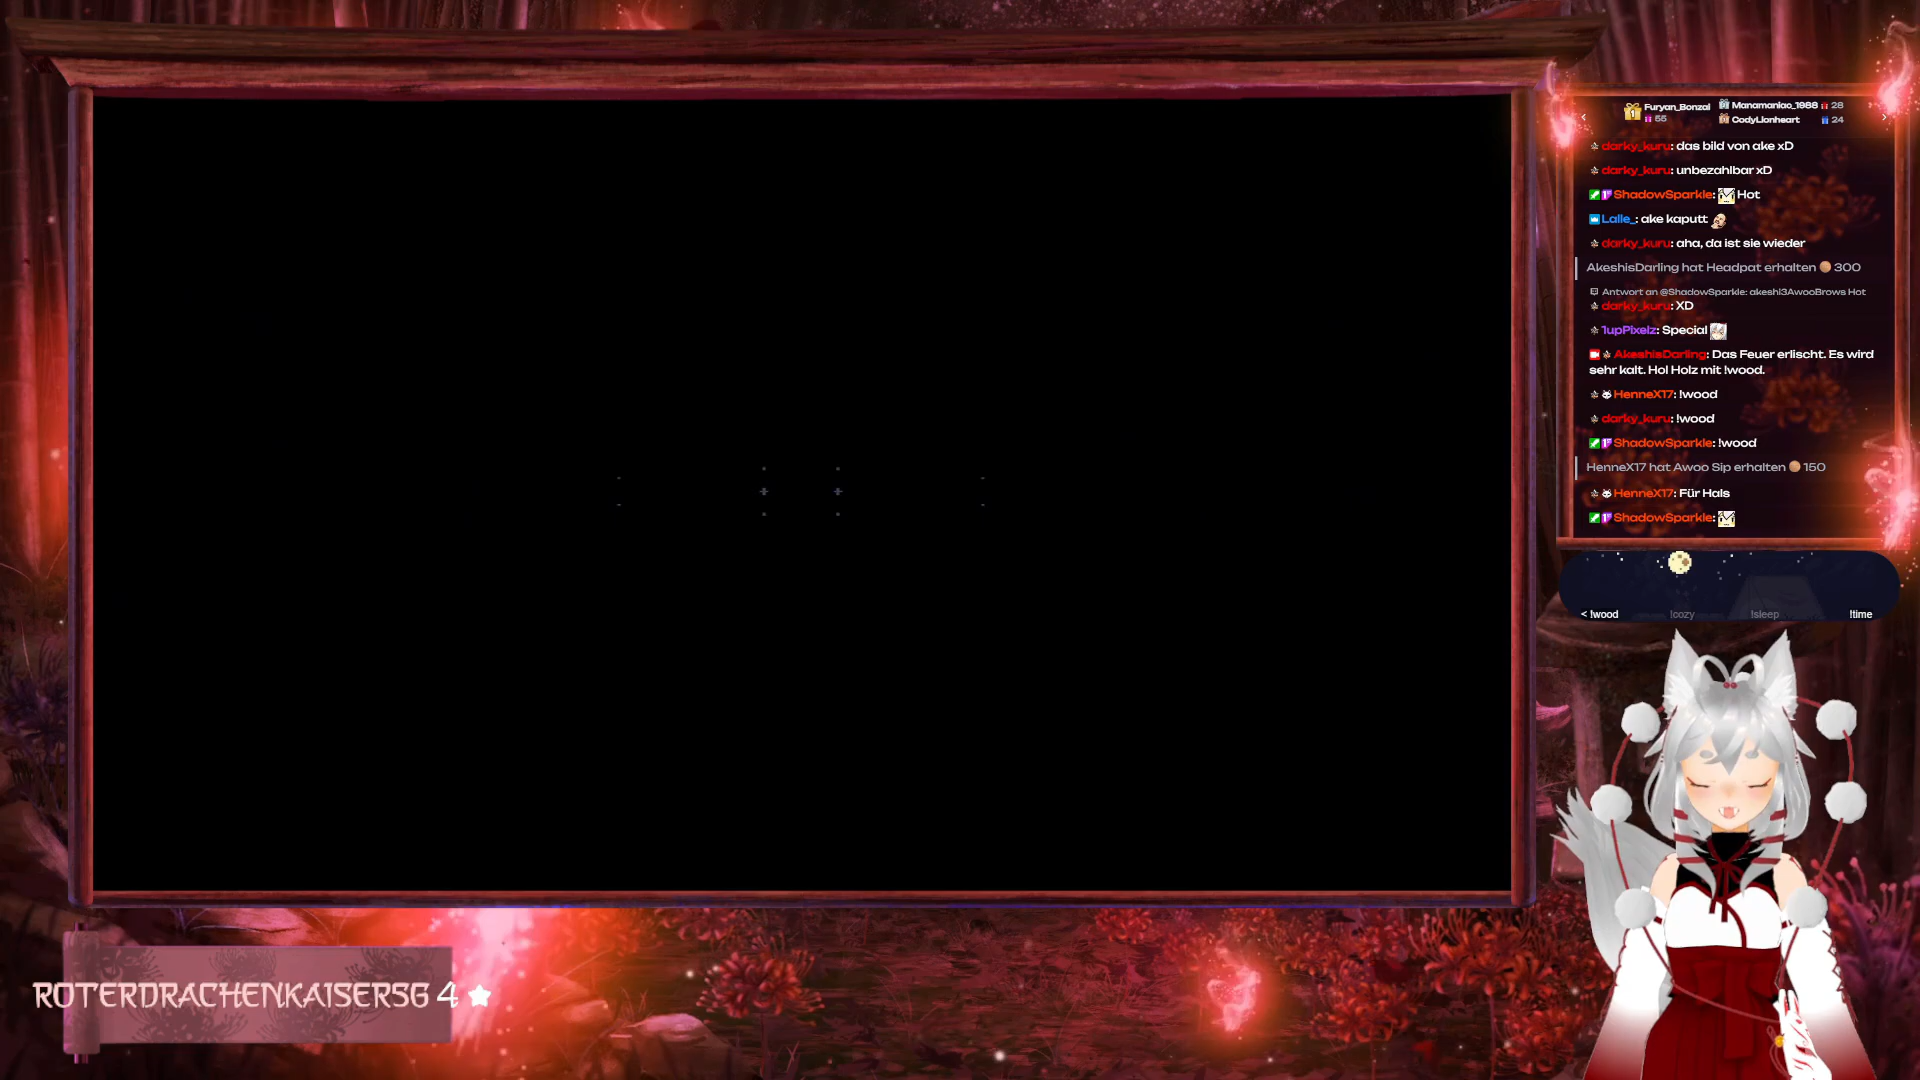 Furyan_Bonzai
55
Manamaniac_1988 28
CodyLionheart 24
darky_kuru: das bild von ake xD
darky_kuru: unbezahlbar xD
ShadowSparkle: Hot
Lalle_: ake kaputt
darky_kuru: aha, da ist sie wieder
AkeshisDarling hat Headpat erhalten 300
Antwort an @ShadowSparkle: akeshi3AwooBrows Hot
darky_kuru: XD
1upPixelz: Special
AkeshisDarling: Das Feuer erlischt. Es wird
sehr kalt. Hol Holz mit !wood.
HenneX17: !wood
darky_kuru: !wood
ShadowSparkle: !wood
HenneX17 hat Awoo Sip erhalten 150
HenneX17: Für Hals
ShadowSparkle:
< !wood !cozy !sleep !time
ROTERDRACHENKAISERSG 4